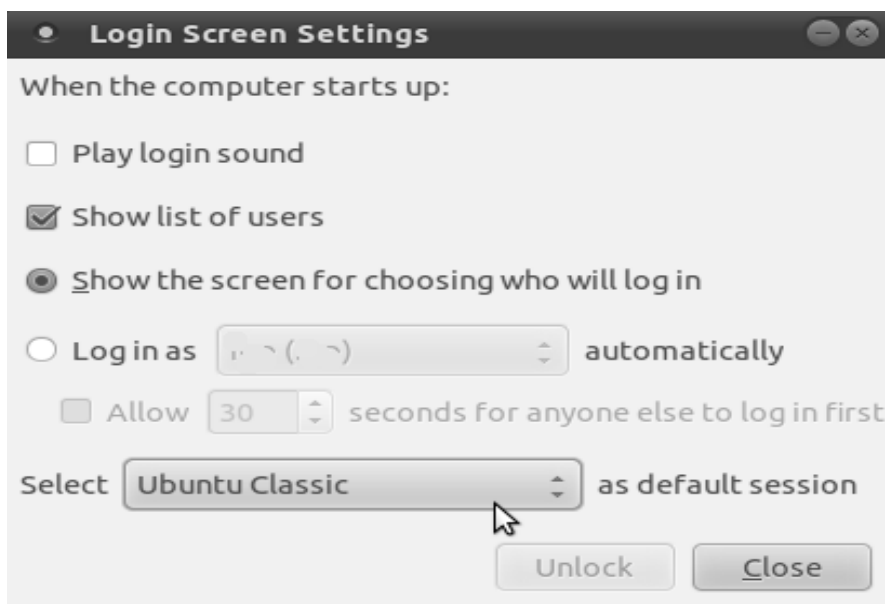 Login Screen Settings
When the computer starts up:
Play login sound
Show list of users
Show the screen for choosing who will log in
Log in as automatically
Allow 30 seconds for anyone else to log in first
Select Ubuntu Classic as default session
Unlock Close